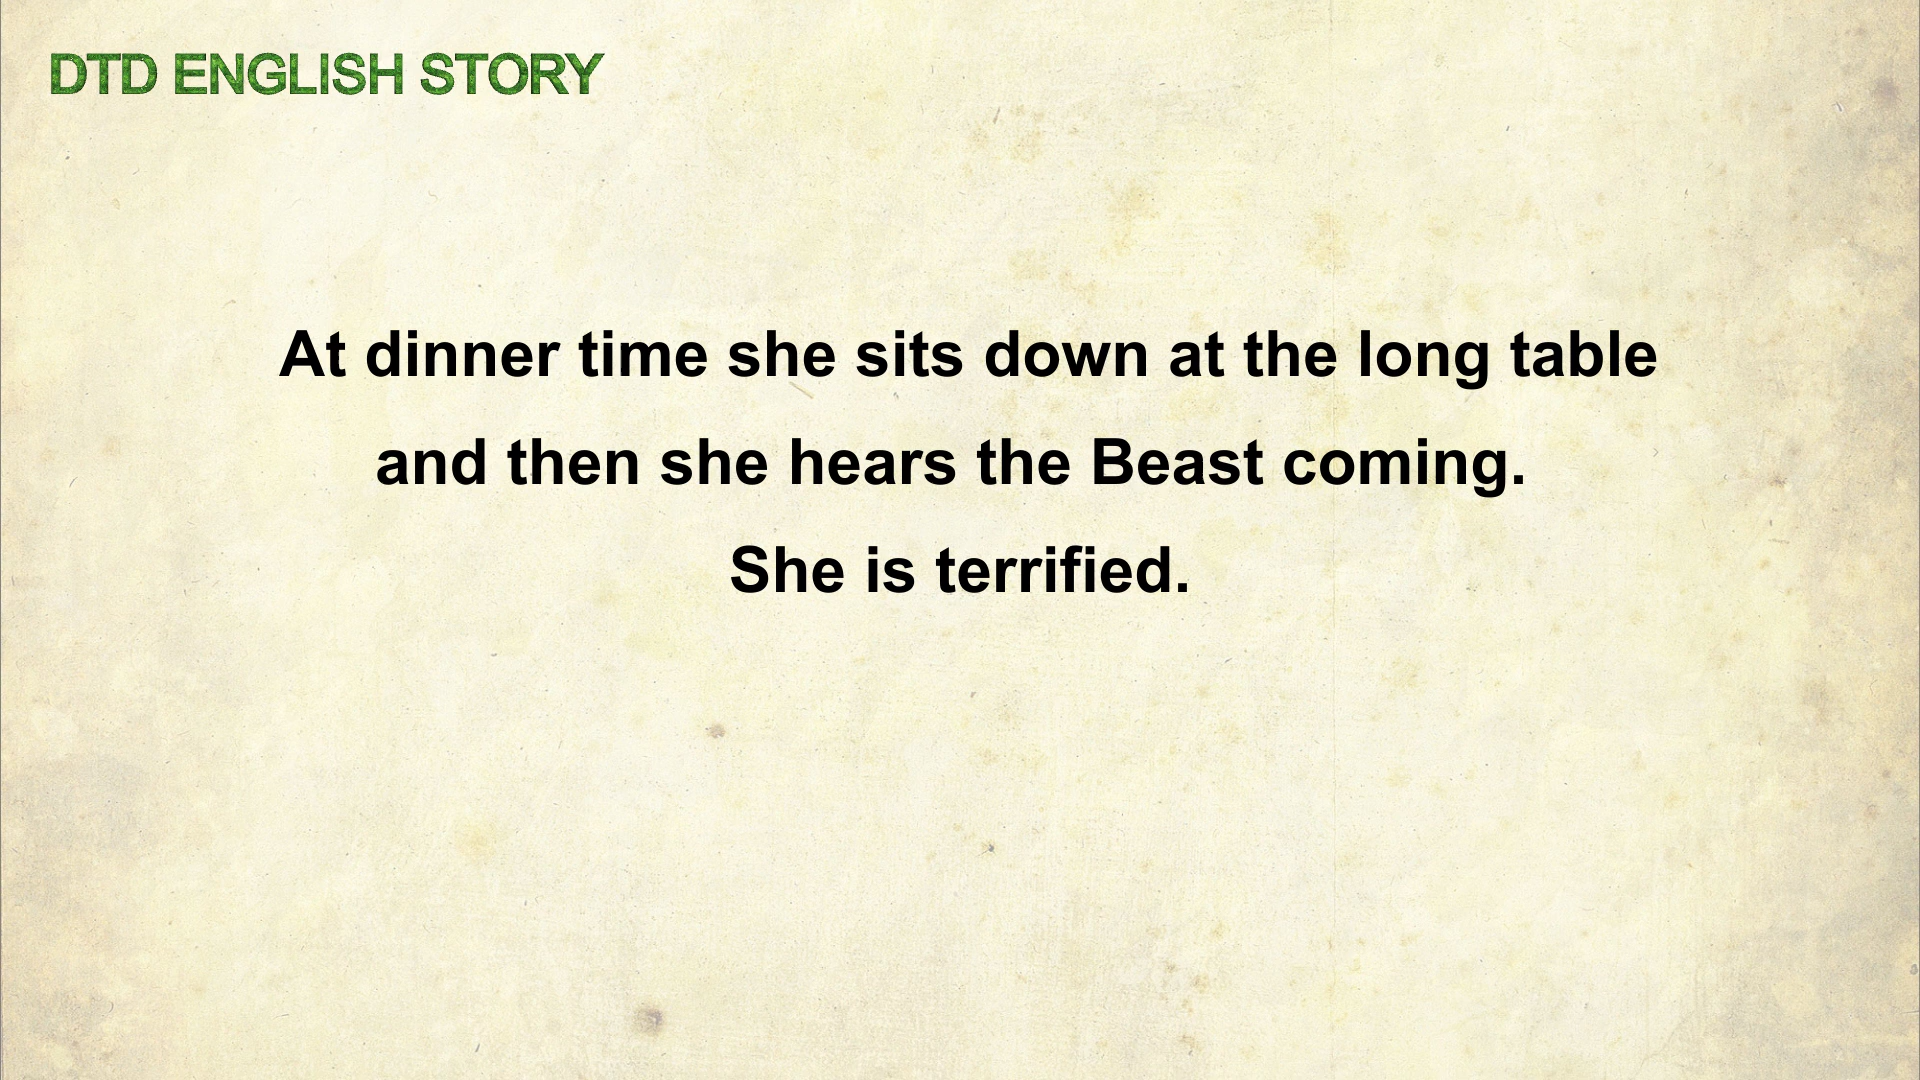 DTD ENGLISH STORY
At dinner time she sits down at the long table
and then she hears the Beast coming.
She is terrified.